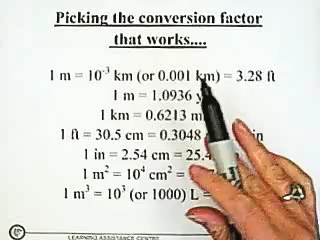 Picking the conversion factor
that works....
1 m = 10⁻³ km (or 0.001 km) = 3.28 ft
1 m = 1.0936
1 km = 0.6213
1 ft = 30.5 cm = 0.3048 in
1 in = 2.54 cm = 25.4
1 m² = 10⁴ cm² =
1 m³ = 10³ (or 1000) L =
LEARNING ASSISTANCE CENTRE